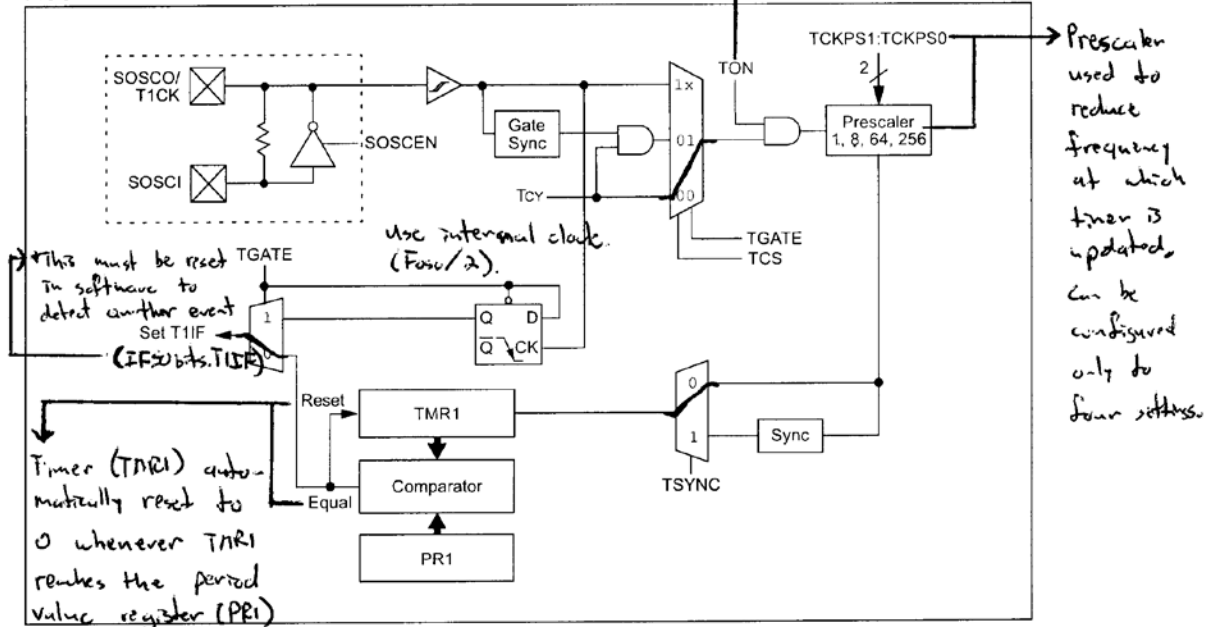 TCKPS1:TCKPS0
Prescaler
used to
reduce
frequency
at which
timer is
updated.
Can be
configured
only to
four settings.
TON
2
SOSCO/
T1CK
1x
Prescaler
1, 8, 64, 256
Gate
Sync
01
SOSCEN
SOSCI
TCY
00
TGATE
TCS
Use internal clock
(Fosc/2).
*This must be reset
in software to
detect another event
TGATE
1
Q D
Set T1IF
0
Q CK
(IFS0bits.T1IF)
Reset
TMR1
0
1
Sync
TSYNC
Timer (TMR1) auto-
matically reset to
0 whenever TMR1
reaches the period
value register (PR1)
Comparator
Equal
PR1